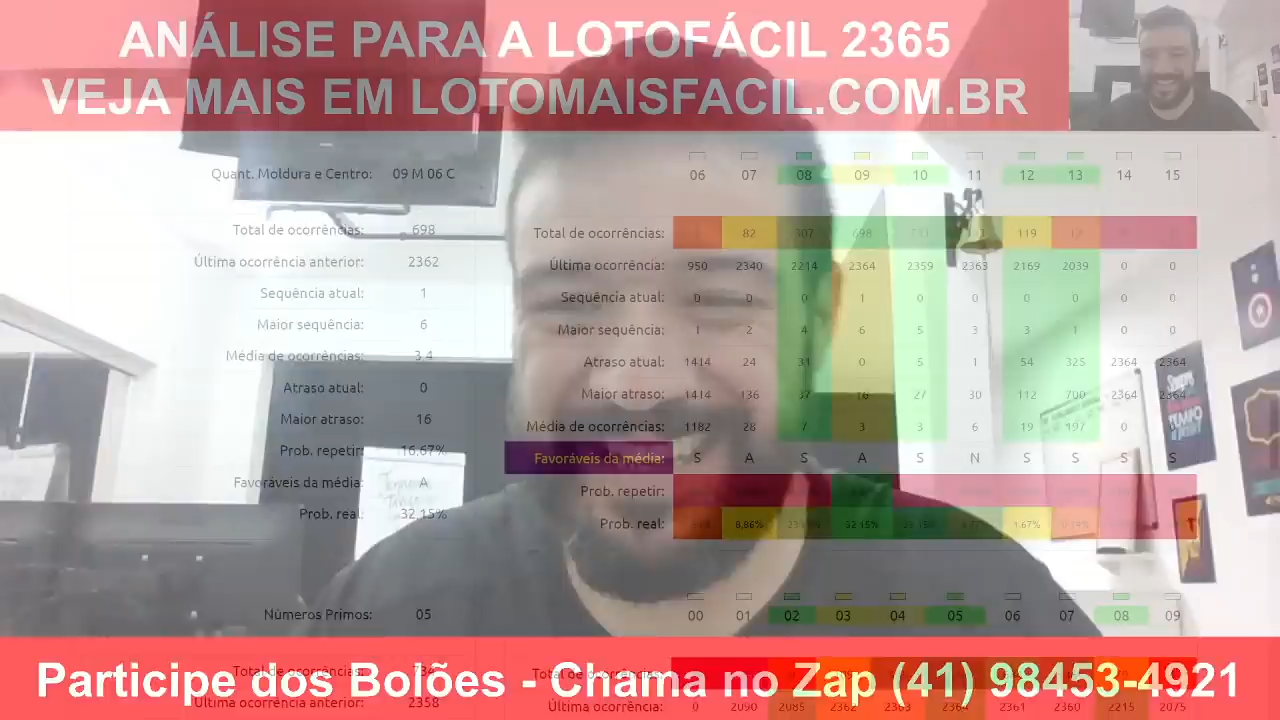 ANÁLISE PARA A LOTOFÁCIL 2365
VEJA MAIS EM LOTOMAISFACIL.COM.BR
Quant. Moldura e Centro: 09 M 06 C
Total de ocorrências: 698
Última ocorrência anterior: 2362
Sequência atual: 1
Maior sequência: 6
Média de ocorrências: 3.4
Atraso atual: 0
Maior atraso: 16
Prob. repetir: 16.67%
Favoráveis da média: A
Prob. real: 32.15%
06 07 08 09 10 11 12 13 14 15
Total de ocorrências: 82 307 698 119
Última ocorrência: 950 2340 2214 2364 2359 2363 2169 2039 0 0
Sequência atual: 0 0 0 1 0 0 0 0 0 0
Maior sequência: 1 2 4 6 5 3 3 1 0 0
Atraso atual: 1414 24 31 0 5 1 54 325 2364 2364
Maior atraso: 1414 136 37 16 27 30 112 700 2364 2364
Média de ocorrências: 1182 28 7 3 3 6 19 197 0 0
Favoráveis da média: S A S A S N S S S S
Prob. repetir:
Prob. real: 8.86% 32.15% 1.67%
Números Primos: 05
00 01 02 03 04 05 06 07 08 09
Total de ocorrências: 734
Última ocorrência anterior: 2358
Total de ocorrências:
Última ocorrência: 0 2090 2085 2362 2363 2364 2361 2360 2215 2075
Participe dos Bolões - Chama no Zap (41) 98453-4921